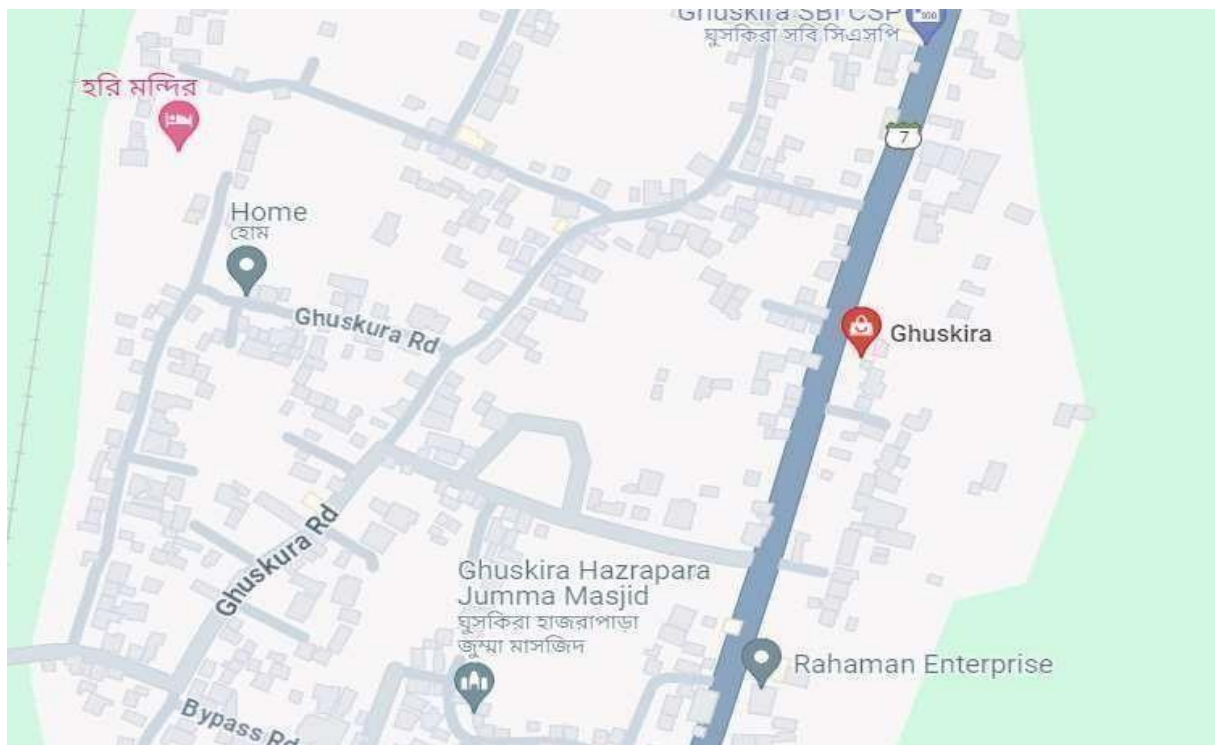 Ghuskira SBI CSP
ঘুসকিরা সবি সিএসপি
হরি মন্দির
7
Home
হোম
Ghuskura Rd
Ghuskira
Ghuskura Rd
Ghuskira Hazrapara
Jumma Masjid
ঘুসকিরা হাজরাপাড়া
জুম্মা মাসজিদ
Rahaman Enterprise
Bypass Rd